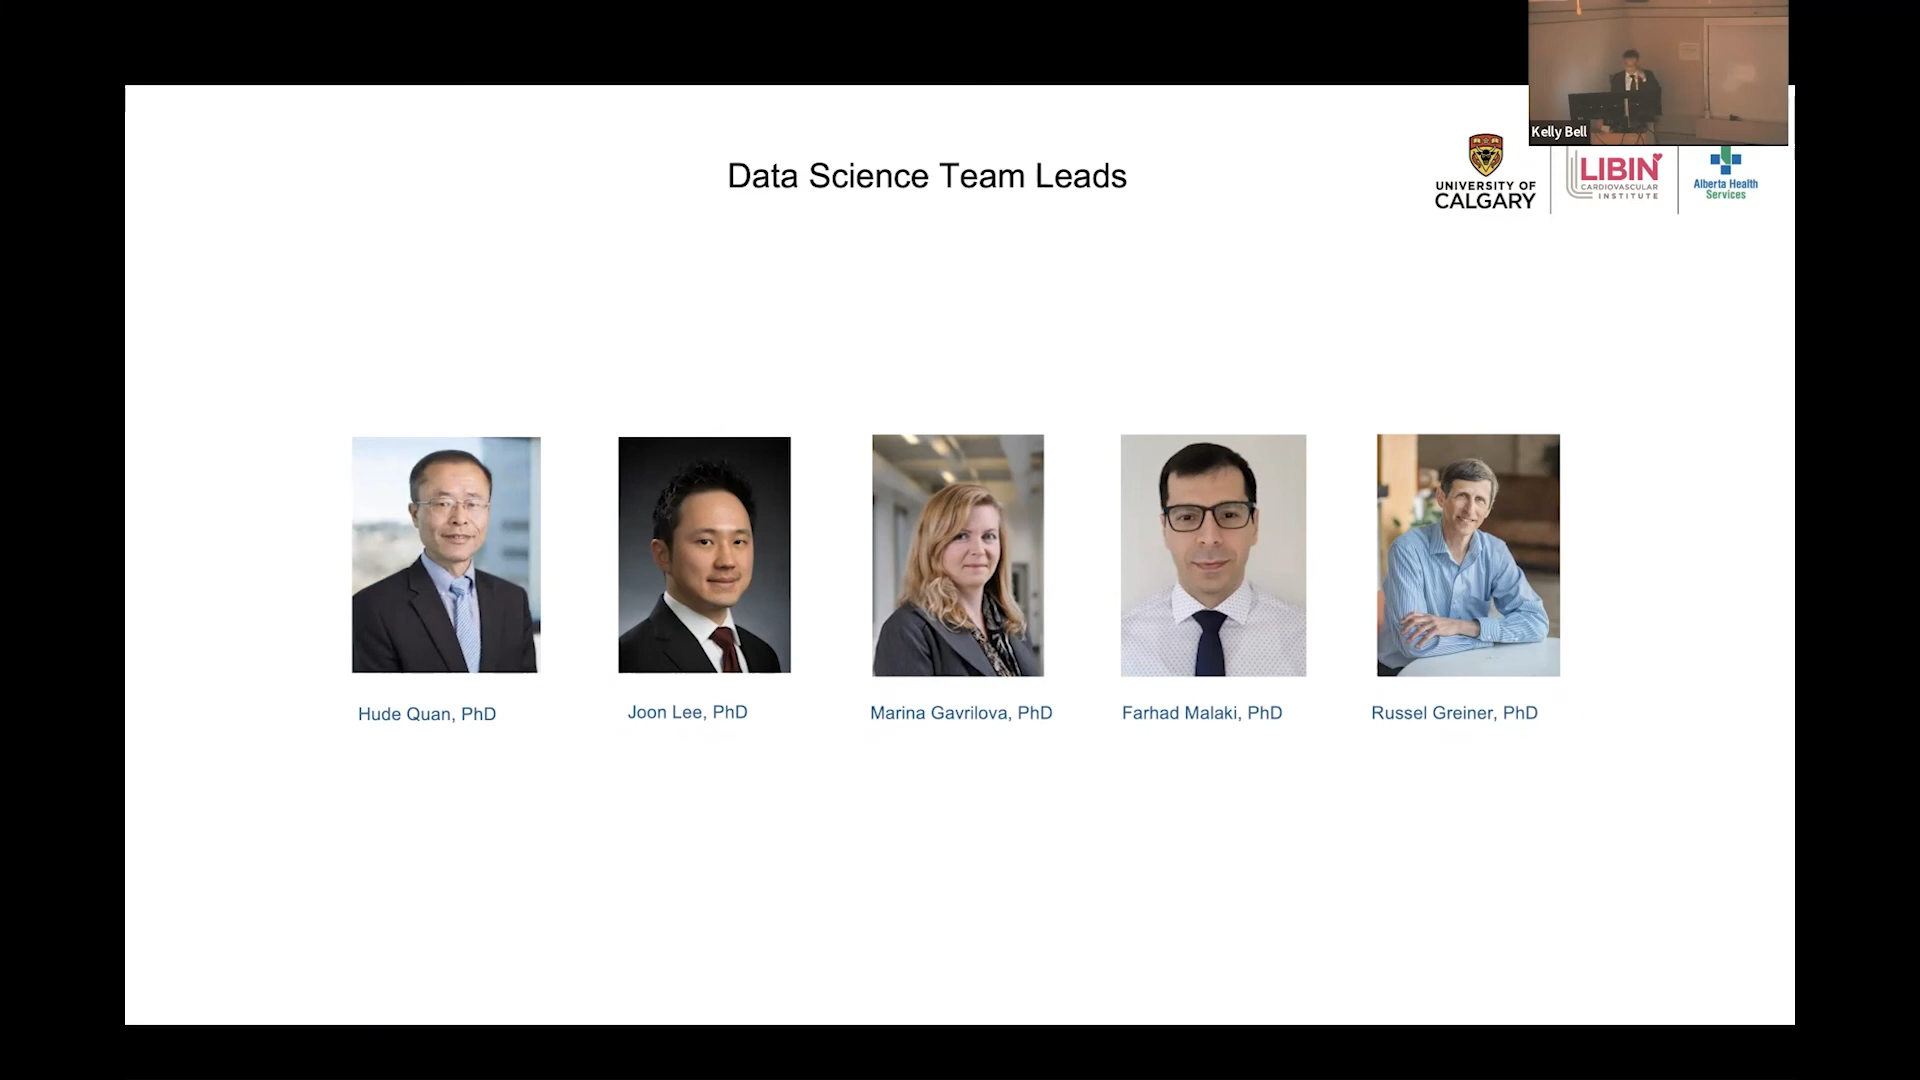 Kelly Bell
Data Science Team Leads
UNIVERSITY OF
CALGARY
LIBIN
CARDIOVASCULAR
INSTITUTE
Alberta Health
Services
Hude Quan, PhD
Joon Lee, PhD
Marina Gavrilova, PhD
Farhad Malaki, PhD
Russel Greiner, PhD